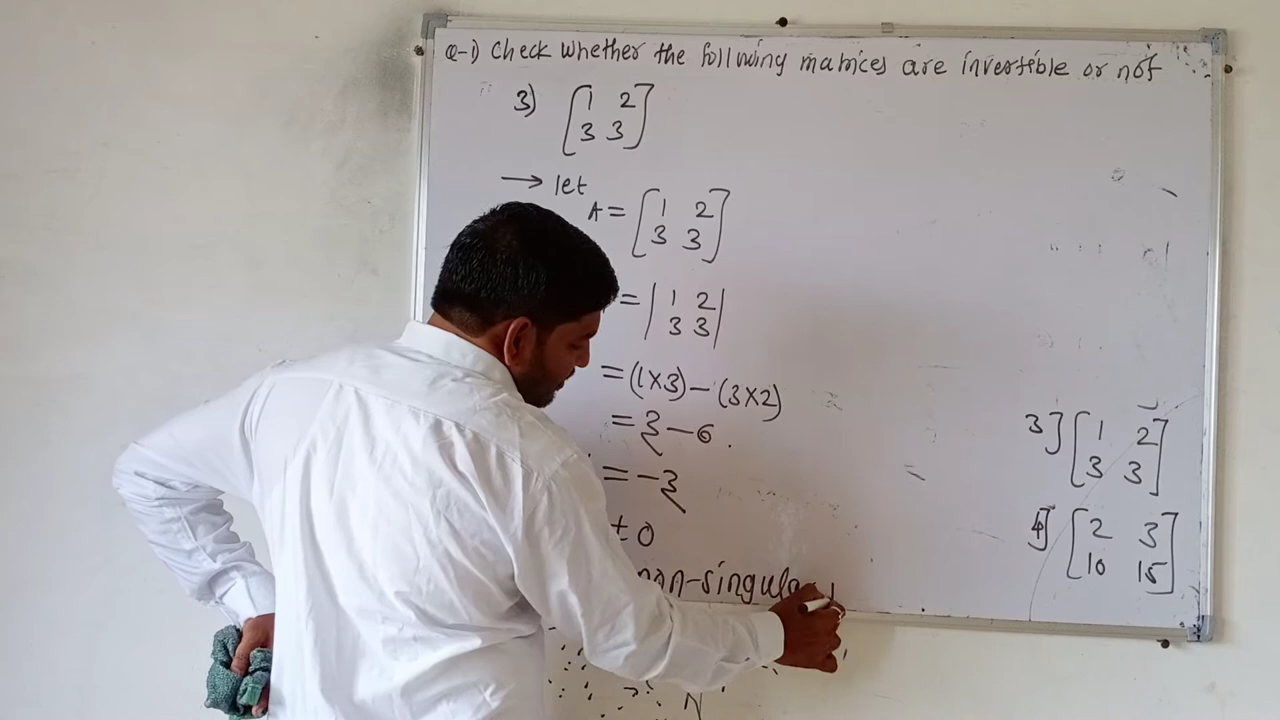 Q-1) Check whether the following matrices are invertible or not
3) [1 2
3 3]
→ let
A = [1 2
3 3]
= |1 2
3 3|
= (1×3) – (3×2)
= 3 – 6 .
= –3
≠ 0
non-singular
3] [1 2
3 3]
4] [2 3
10 15]